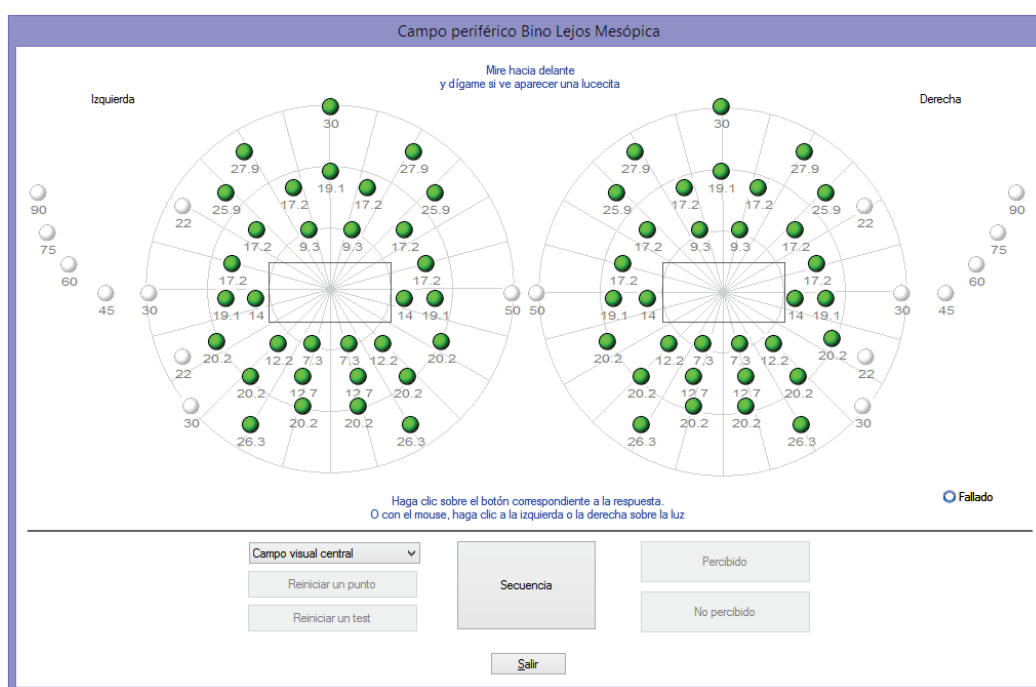 Campo periférico Bino Lejos Mesópica
Mire hacia delante
y dígame si ve aparecer una lucecita
Izquierda
Derecha
30 30
27.9 27.9 27.9 27.9
19.1 19.1
90 25.9 17.2 17.2 25.9 25.9 17.2 17.2 25.9 90
22 22
75 17.2 9.3 9.3 17.2 17.2 9.3 9.3 17.2 75
60 17.2 17.2 17.2 17.2 60
45 30 50 50 30 45
19.1 14 14 19.1 19.1 14 14 19.1
20.2 12.2 7.3 7.3 12.2 20.2 20.2 12.2 7.3 7.3 12.2 20.2
22 22
20.2 12.7 12.7 20.2 20.2 12.7 12.7 20.2
30 20.2 20.2 20.2 20.2 30
26.3 26.3 26.3 26.3
Haga clic sobre el botón correspondiente a la respuesta.
O con el mouse, haga clic a la izquierda o la derecha sobre la luz
Fallado
Campo visual central
Reiniciar un punto
Reiniciar un test
Secuencia
Percibido
No percibido
Salir